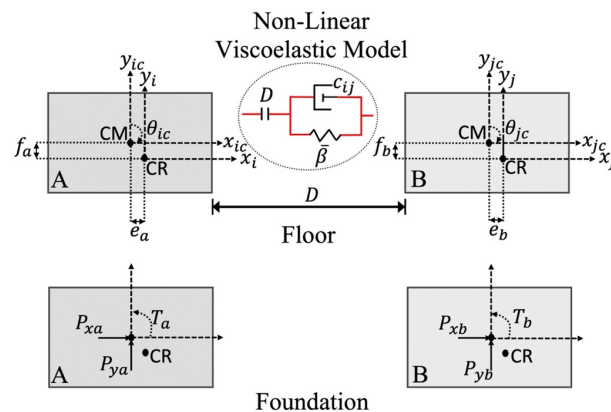 Non-Linear
Viscoelastic Model
y_ic
y_i
CM
θ_ic
x_ic
x_i
CR
f_a
A
e_a
D
c_ij
β̄
D
Floor
y_jc
y_j
CM
θ_jc
x_jc
x_j
CR
f_b
B
e_b
P_xa
T_a
CR
P_ya
A
P_xb
T_b
CR
P_yb
B
Foundation